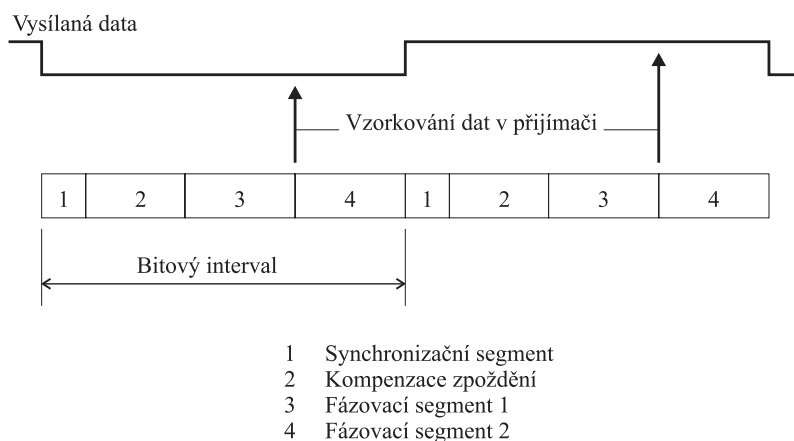 Vysílaná data
Vzorkování dat v přijímači
1 2 3 4 1 2 3 4
Bitový interval
1 Synchronizační segment
2 Kompenzace zpoždění
3 Fázovací segment 1
4 Fázovací segment 2